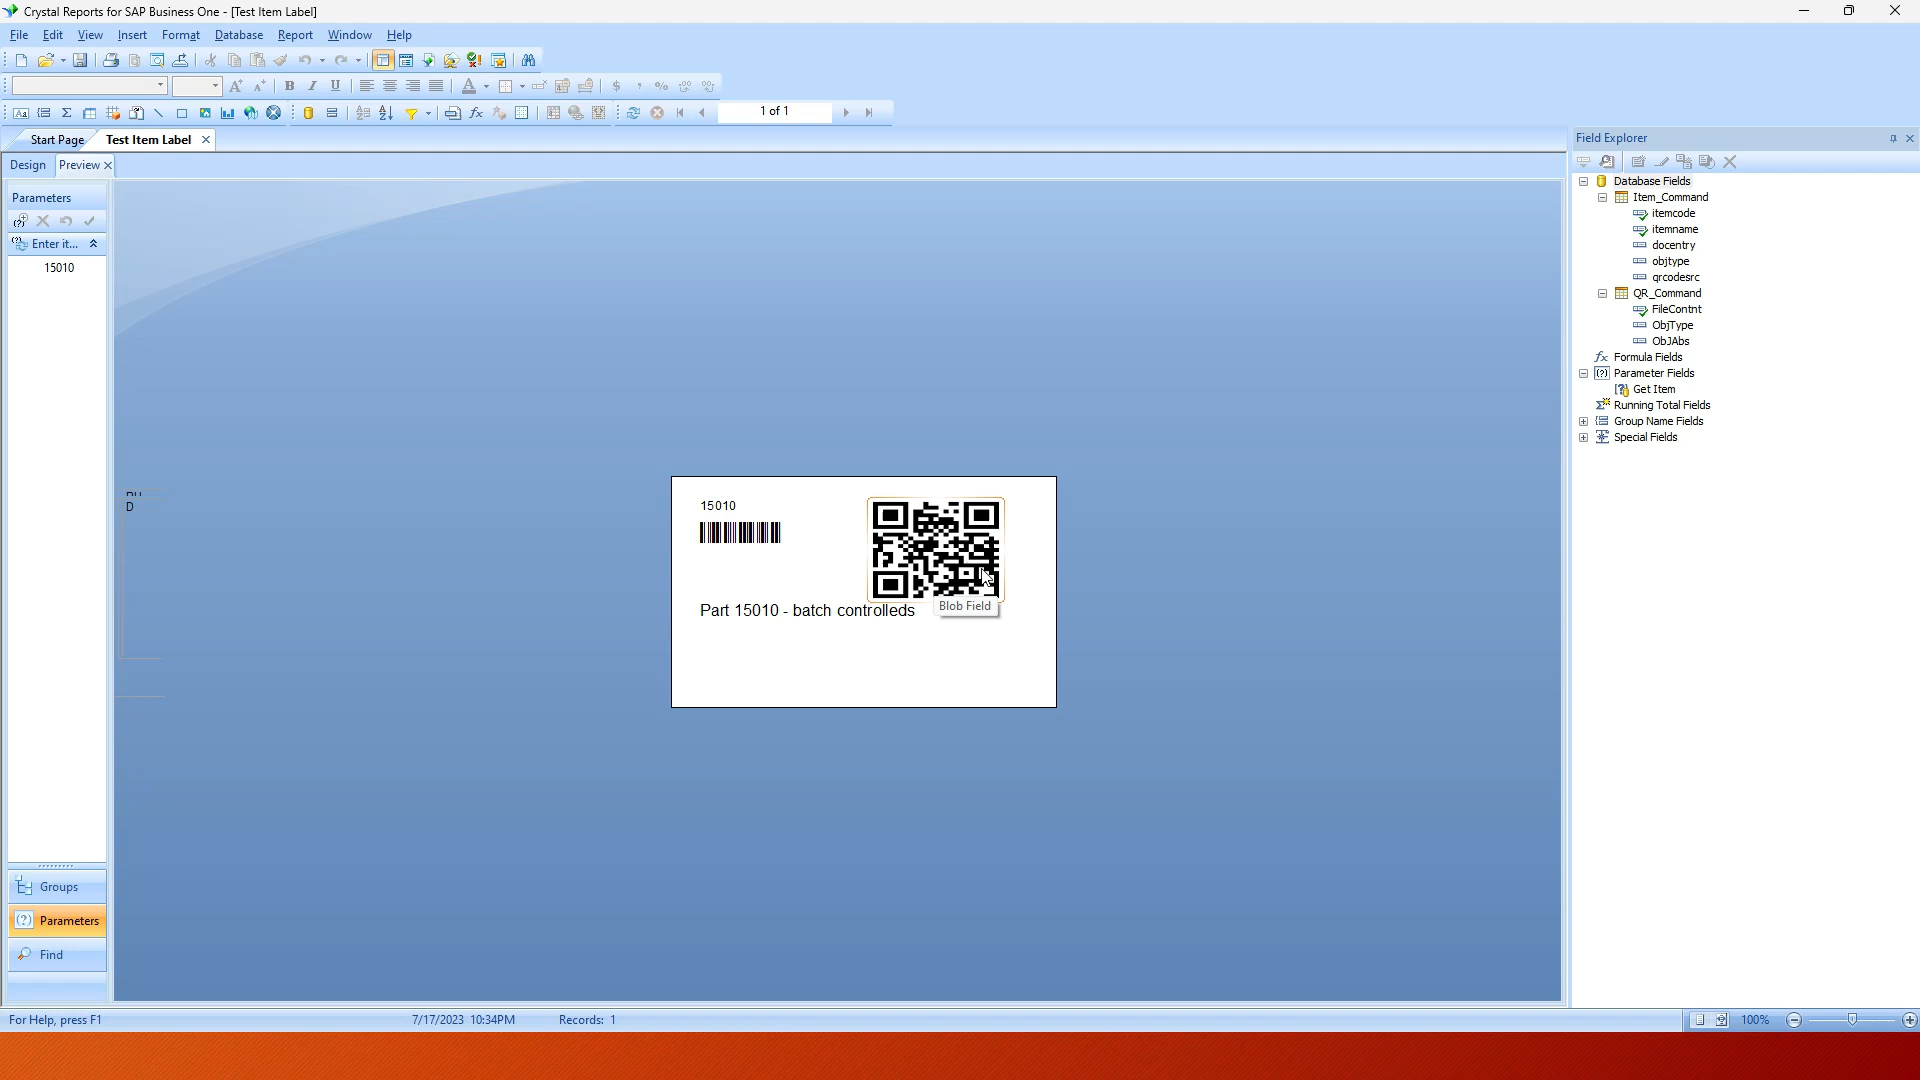 Crystal Reports for SAP Business One - [Test Item Label]
File Edit View Insert Format Database Report Window Help
1 of 1
Start Page Test Item Label
Design Preview
Parameters
Enter it...
15010
Groups
Parameters
Find
D
15010
Part 15010 - batch controlleds
Blob Field
Field Explorer
Database Fields
Item_Command
itemcode
itemname
docentry
objtype
qrcodesrc
QR_Command
FileContnt
ObjType
ObJAbs
Formula Fields
Parameter Fields
Get Item
Running Total Fields
Group Name Fields
Special Fields
For Help, press F1 7/17/2023 10:34PM Records: 1 100%